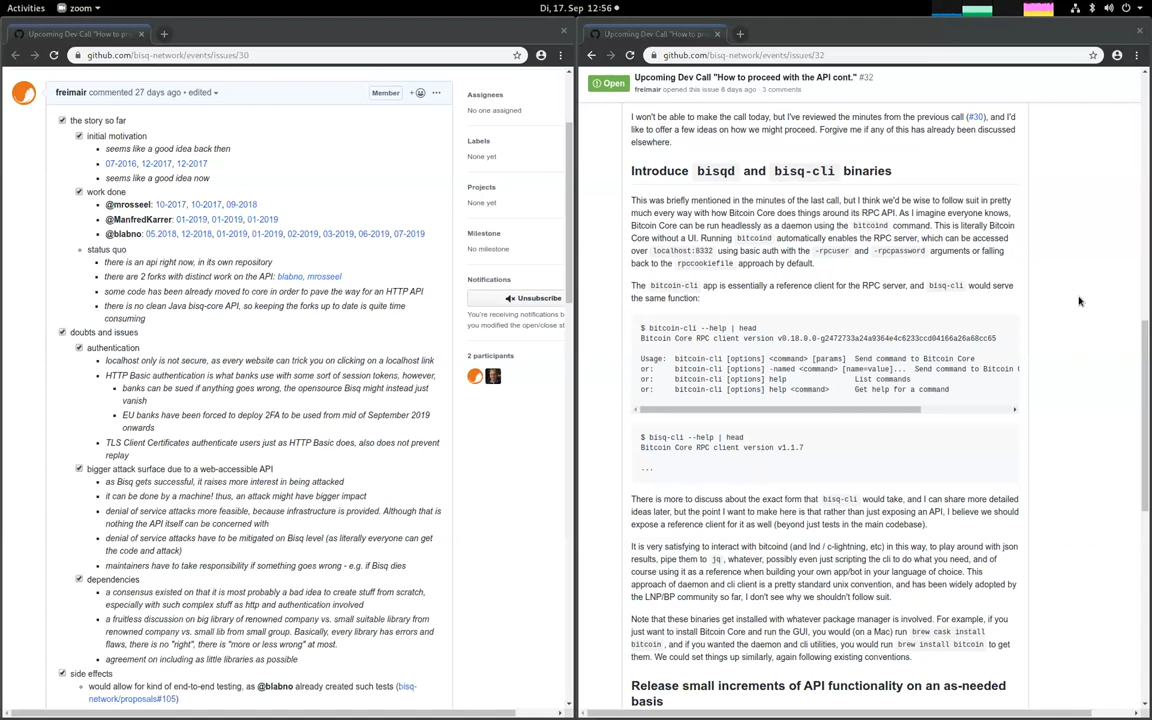 Activities
zoom
Di, 17. Sep 12:56
Upcoming Dev Call "How to pr
github.com/bisq-network/events/issues/30
freimair commented 27 days ago • edited
Member
the story so far
initial motivation
seems like a good idea back then
07-2016, 12-2017, 12-2017
seems like a good idea now
work done
@mrosseel: 10-2017, 10-2017, 09-2018
@ManfredKarrer: 01-2019, 01-2019, 01-2019
@blabno: 05.2018, 12-2018, 01-2019, 01-2019, 02-2019, 03-2019, 06-2019, 07-2019
status quo
there is an api right now, in its own repository
there are 2 forks with distinct work on the API: blabno, mrosseel
some code has been already moved to core in order to pave the way for an HTTP API
there is no clean Java bisq-core API, so keeping the forks up to date is quite time
consuming
doubts and issues
authentication
localhost only is not secure, as every website can trick you on clicking on a localhost link
HTTP Basic authentication is what banks use with some sort of session tokens, however,
banks can be sued if anything goes wrong, the opensource Bisq might instead just
vanish
EU banks have been forced to deploy 2FA to be used from mid of September 2019
onwards
TLS Client Certificates authenticate users just as HTTP Basic does, also does not prevent
replay
bigger attack surface due to a web-accessible API
as Bisq gets successful, it raises more interest in being attacked
it can be done by a machine! thus, an attack might have bigger impact
denial of service attacks more feasible, because infrastructure is provided. Although that is
nothing the API itself can be concerned with
denial of service attacks have to be mitigated on Bisq level (as literally everyone can get
the code and attack)
maintainers have to take responsibility if something goes wrong - e.g. if Bisq dies
dependencies
a consensus existed on that it is most probably a bad idea to create stuff from scratch,
especially with such complex stuff as http and authentication involved
a fruitless discussion on big library of renowned company vs. small suitable library from
renowned company vs. small lib from small group. Basically, every library has errors and
flaws, there is no "right", there is "more or less wrong" at most.
agreement on including as little libraries as possible
side effects
would allow for kind of end-to-end testing, as @blabno already created such tests (bisq-
network/proposals#105)
Assignees
No one assigned
Labels
None yet
Projects
None yet
Milestone
No milestone
Notifications
Unsubscribe
You're receiving notifications b
you modified the open/close st
2 participants
Upcoming Dev Call "How to pr
github.com/bisq-network/events/issues/32
Open
Upcoming Dev Call "How to proceed with the API cont." #32
freimair opened this issue 6 days ago · 3 comments
I won't be able to make the call today, but I've reviewed the minutes from the previous call (#30), and I'd
like to offer a few ideas on how we might proceed. Forgive me if any of this has already been discussed
elsewhere.
Introduce bisqd and bisq-cli binaries
This was briefly mentioned in the minutes of the last call, but I think we'd be wise to follow suit in pretty
much every way with how Bitcoin Core does things around its RPC API. As I imagine everyone knows,
Bitcoin Core can be run headlessly as a daemon using the bitcoind command. This is literally Bitcoin
Core without a UI. Running bitcoind automatically enables the RPC server, which can be accessed
over localhost:8332 using basic auth with the -rpcuser and -rpcpassword arguments or falling
back to the rpccookiefile approach by default.
The bitcoin-cli app is essentially a reference client for the RPC server, and bisq-cli would serve
the same function:
$ bitcoin-cli --help | head
Bitcoin Core RPC client version v0.18.0.0-g2472733a24a9364e4c6233ccd04166a26a68cc65
Usage: bitcoin-cli [options] <command> [params] Send command to Bitcoin Core
or: bitcoin-cli [options] -named <command> [name=value]... Send command to Bitcoin C
or: bitcoin-cli [options] help List commands
or: bitcoin-cli [options] help <command> Get help for a command
$ bisq-cli --help | head
Bitcoin Core RPC client version v1.1.7
...
There is more to discuss about the exact form that bisq-cli would take, and I can share more detailed
ideas later, but the point I want to make here is that rather than just exposing an API, I believe we should
expose a reference client for it as well (beyond just tests in the main codebase).
It is very satisfying to interact with bitcoind (and lnd / c-lightning, etc) in this way, to play around with json
results, pipe them to jq, whatever, possibly even just scripting the cli to do what you need, and of
course using it as a reference when building your own app/bot in your language of choice. This
approach of daemon and cli client is a pretty standard unix convention, and has been widely adopted by
the LNP/BP community so far, I don't see why we shouldn't follow suit.
Note that these binaries get installed with whatever package manager is involved. For example, if you
just want to install Bitcoin Core and run the GUI, you would (on a Mac) run brew cask install
bitcoin, and if you wanted the daemon and cli utilities, you would run brew install bitcoin to get
them. We could set things up similarly, again following existing conventions.
Release small increments of API functionality on an as-needed
basis